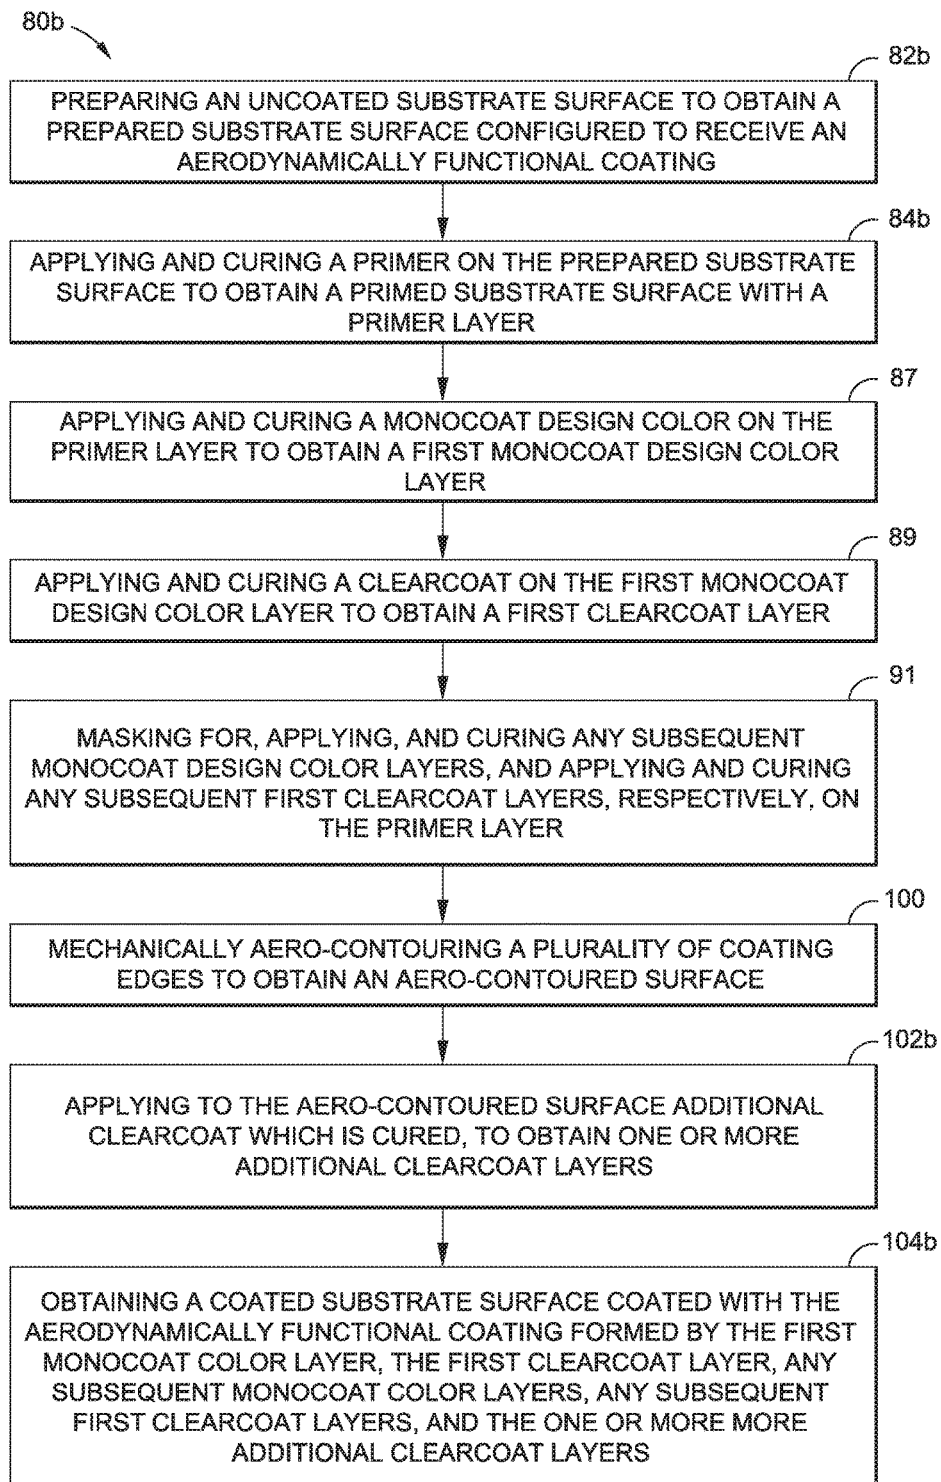 80b
82b
PREPARING AN UNCOATED SUBSTRATE SURFACE TO OBTAIN A
PREPARED SUBSTRATE SURFACE CONFIGURED TO RECEIVE AN
AERODYNAMICALLY FUNCTIONAL COATING
84b
APPLYING AND CURING A PRIMER ON THE PREPARED SUBSTRATE
SURFACE TO OBTAIN A PRIMED SUBSTRATE SURFACE WITH A
PRIMER LAYER
87
APPLYING AND CURING A MONOCOAT DESIGN COLOR ON THE
PRIMER LAYER TO OBTAIN A FIRST MONOCOAT DESIGN COLOR
LAYER
89
APPLYING AND CURING A CLEARCOAT ON THE FIRST MONOCOAT
DESIGN COLOR LAYER TO OBTAIN A FIRST CLEARCOAT LAYER
91
MASKING FOR, APPLYING, AND CURING ANY SUBSEQUENT
MONOCOAT DESIGN COLOR LAYERS, AND APPLYING AND CURING
ANY SUBSEQUENT FIRST CLEARCOAT LAYERS, RESPECTIVELY, ON
THE PRIMER LAYER
100
MECHANICALLY AERO-CONTOURING A PLURALITY OF COATING
EDGES TO OBTAIN AN AERO-CONTOURED SURFACE
102b
APPLYING TO THE AERO-CONTOURED SURFACE ADDITIONAL
CLEARCOAT WHICH IS CURED, TO OBTAIN ONE OR MORE
ADDITIONAL CLEARCOAT LAYERS
104b
OBTAINING A COATED SUBSTRATE SURFACE COATED WITH THE
AERODYNAMICALLY FUNCTIONAL COATING FORMED BY THE FIRST
MONOCOAT COLOR LAYER, THE FIRST CLEARCOAT LAYER, ANY
SUBSEQUENT MONOCOAT COLOR LAYERS, ANY SUBSEQUENT
FIRST CLEARCOAT LAYERS, AND THE ONE OR MORE MORE
ADDITIONAL CLEARCOAT LAYERS